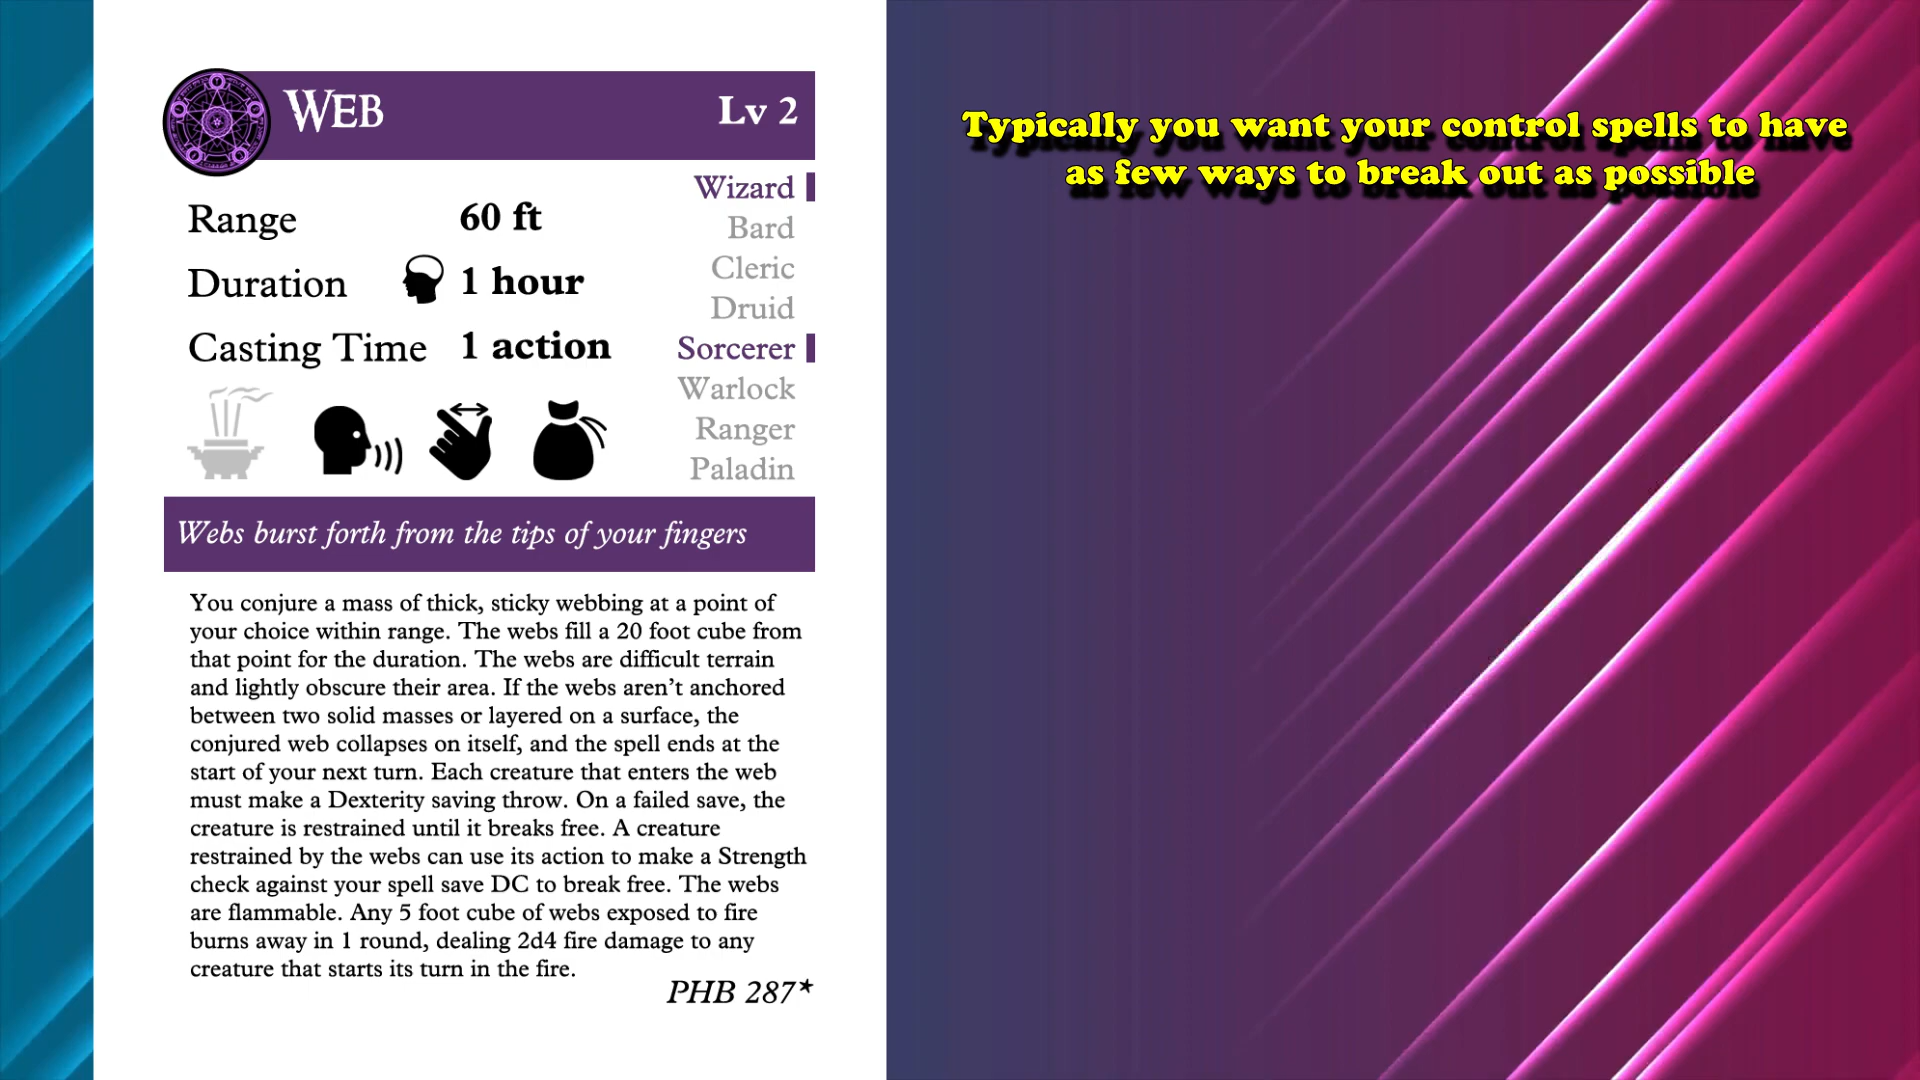 WEB
Lv 2
Range 60 ft
Duration 1 hour
Casting Time 1 action
Wizard
Bard
Cleric
Druid
Sorcerer
Warlock
Ranger
Paladin
Webs burst forth from the tips of your fingers
You conjure a mass of thick, sticky webbing at a point of
your choice within range. The webs fill a 20 foot cube from
that point for the duration. The webs are difficult terrain
and lightly obscure their area. If the webs aren’t anchored
between two solid masses or layered on a surface, the
conjured web collapses on itself, and the spell ends at the
start of your next turn. Each creature that enters the web
must make a Dexterity saving throw. On a failed save, the
creature is restrained until it breaks free. A creature
restrained by the webs can use its action to make a Strength
check against your spell save DC to break free. The webs
are flammable. Any 5 foot cube of webs exposed to fire
burns away in 1 round, dealing 2d4 fire damage to any
creature that starts its turn in the fire.
PHB 287*
Typically you want your control spells to have
as few ways to break out as possible